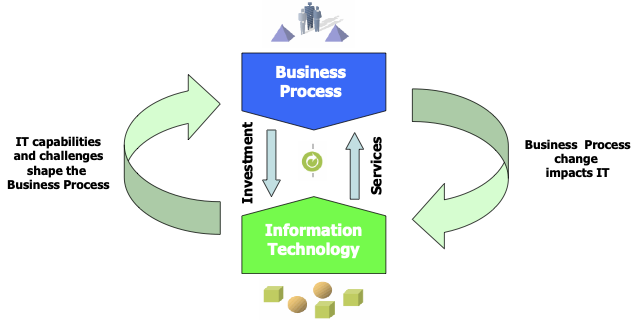 Business
Process
IT capabilities
and challenges
shape the
Business Process
Investment
Services
Business  Process
change
impacts IT
Information
Technology